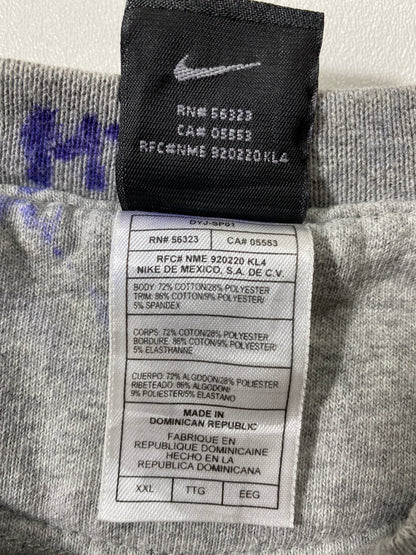 RN# 56323
CA# 05553
RFC#NME 920220 KL4
DYJ-SP01
RN# 56323 CA# 05553
RFC# NME 920220 KL4
NIKE DE MEXICO, S.A. DE C.V.
BODY: 72% COTTON/28% POLYESTER
TRIM: 86% COTTON/9% POLYESTER/
5% SPANDEX
CORPS: 72% COTON/28% POLYESTER
BORDURE: 86% COTON/9% POLYESTER/
5% ELASTHANNE
CUERPO: 72% ALGODON/28% POLIESTER
RIBETEADO: 86% ALGODON/
9% POLIESTER/5% ELASTANO
MADE IN
DOMINICAN REPUBLIC
FABRIQUE EN
REPUBLIQUE DOMINICAINE
HECHO EN LA
REPUBLICA DOMINICANA
XXL TTG EEG